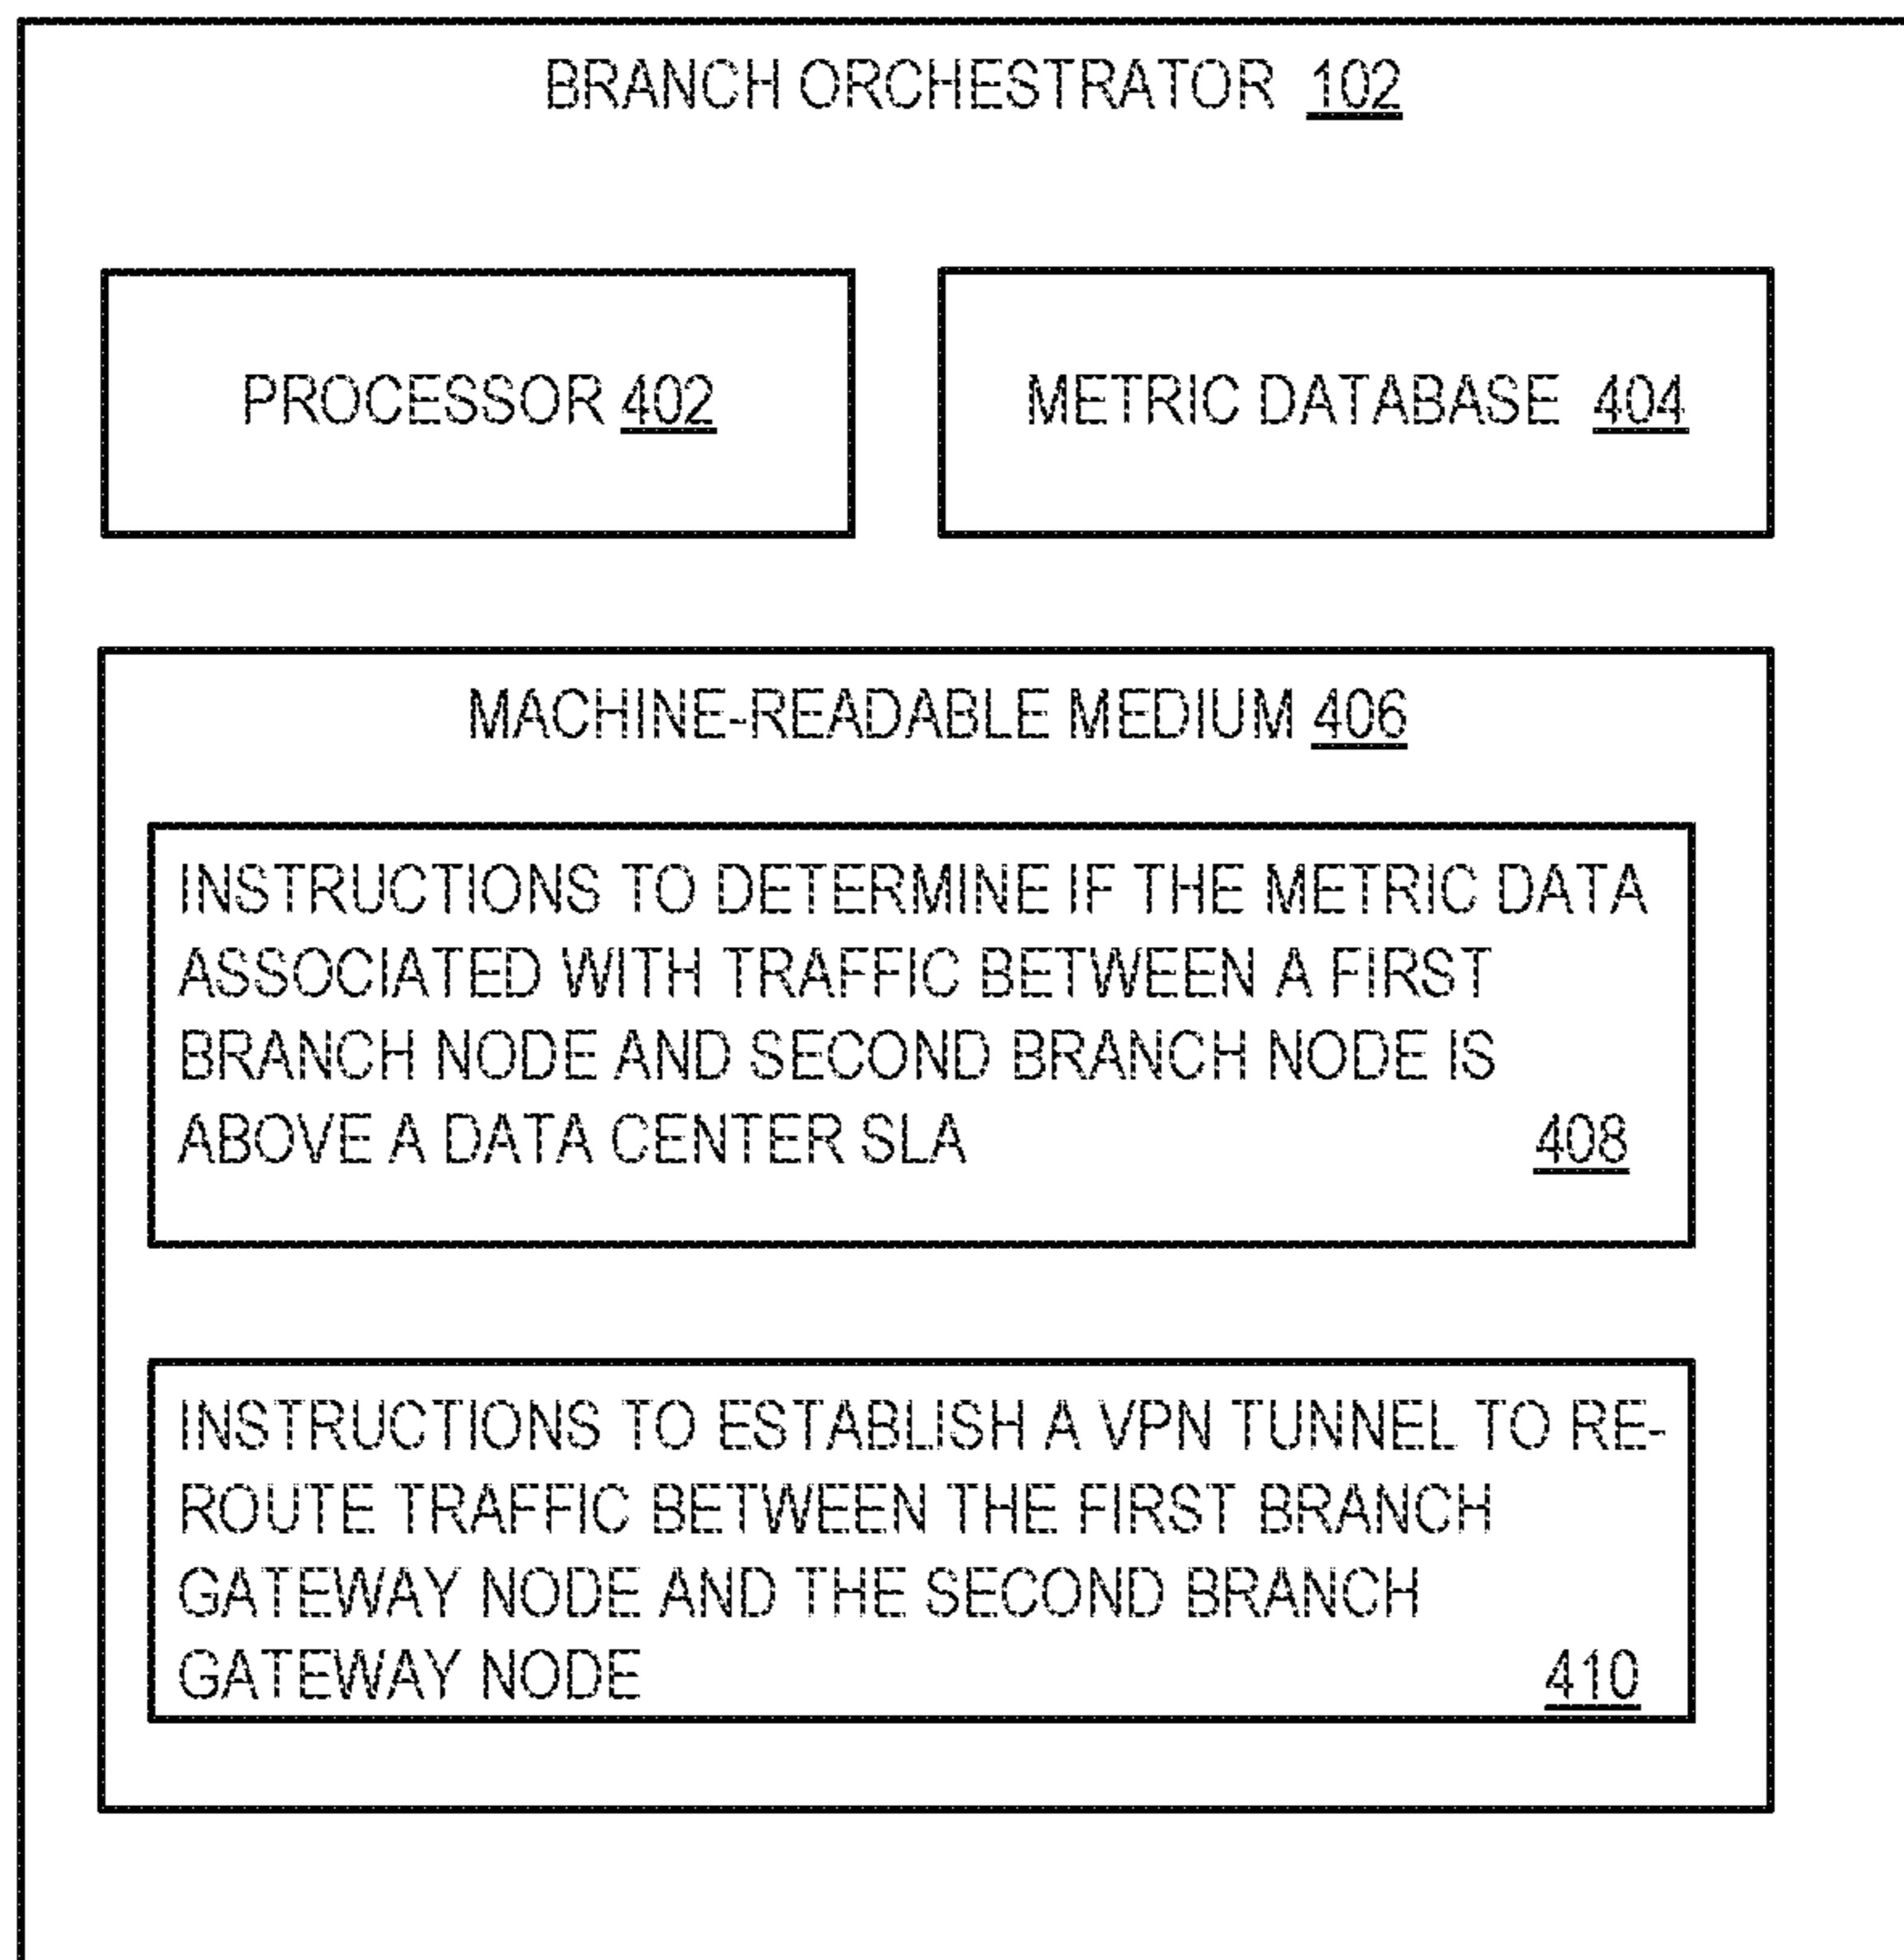 BRANCH ORCHESTRATOR 102
PROCESSOR 402
METRIC DATABASE 404
MACHINE-READABLE MEDIUM 406
INSTRUCTIONS TO DETERMINE IF THE METRIC DATA
ASSOCIATED WITH TRAFFIC BETWEEN A FIRST
BRANCH NODE AND SECOND BRANCH NODE IS
ABOVE A DATA CENTER SLA 408
INSTRUCTIONS TO ESTABLISH A VPN TUNNEL TO RE-
ROUTE TRAFFIC BETWEEN THE FIRST BRANCH
GATEWAY NODE AND THE SECOND BRANCH
GATEWAY NODE 410